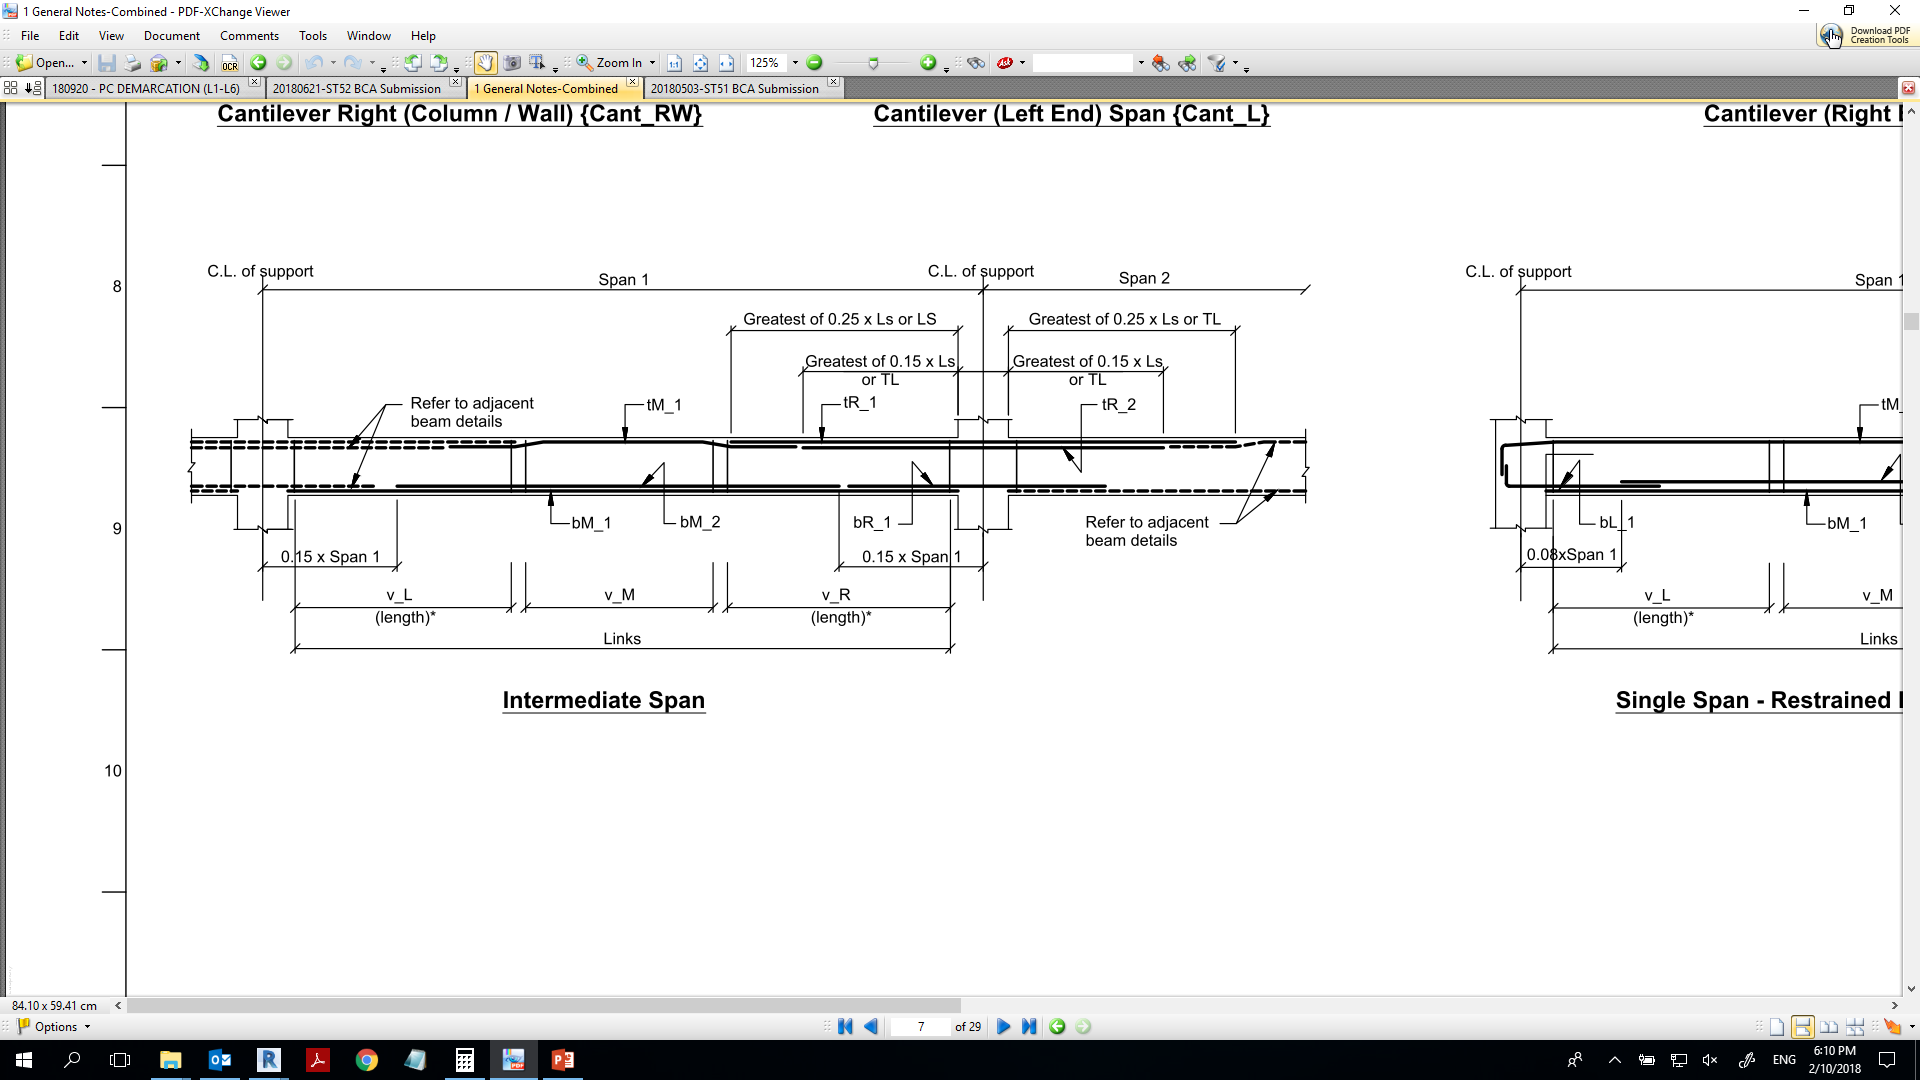 1 General Notes-Combined - PDF-XChange Viewer
File Edit View Document Comments Tools Window Help
Download PDF
Creation Tools
Open... OCR Zoom In 1:1 125% Ask
180920 - PC DEMARCATION (L1-L6) 20180621-ST52 BCA Submission 1 General Notes-Combined 20180503-ST51 BCA Submission
Cantilever Right (Column / Wall) {Cant_RW} Cantilever (Left End) Span {Cant_L} Cantilever (Right
8
9
10
C.L. of support
Span 1
C.L. of support
Span 2
Greatest of 0.25 x Ls or LS
Greatest of 0.25 x Ls or TL
Greatest of 0.15 x Ls
or TL
Greatest of 0.15 x Ls
or TL
Refer to adjacent
beam details
tM_1
tR_1
tR_2
bM_1
bM_2
bR_1
Refer to adjacent
beam details
0.15 x Span 1
0.15 x Span 1
v_L
(length)*
v_M
v_R
(length)*
Links
Intermediate Span
C.L. of support
Span 1
tM_
bL_1
bM_1
0.08xSpan 1
v_L
(length)*
v_M
Links
Single Span - Restrained
84.10 x 59.41 cm
Options
7 of 29
ENG
6:10 PM
2/10/2018